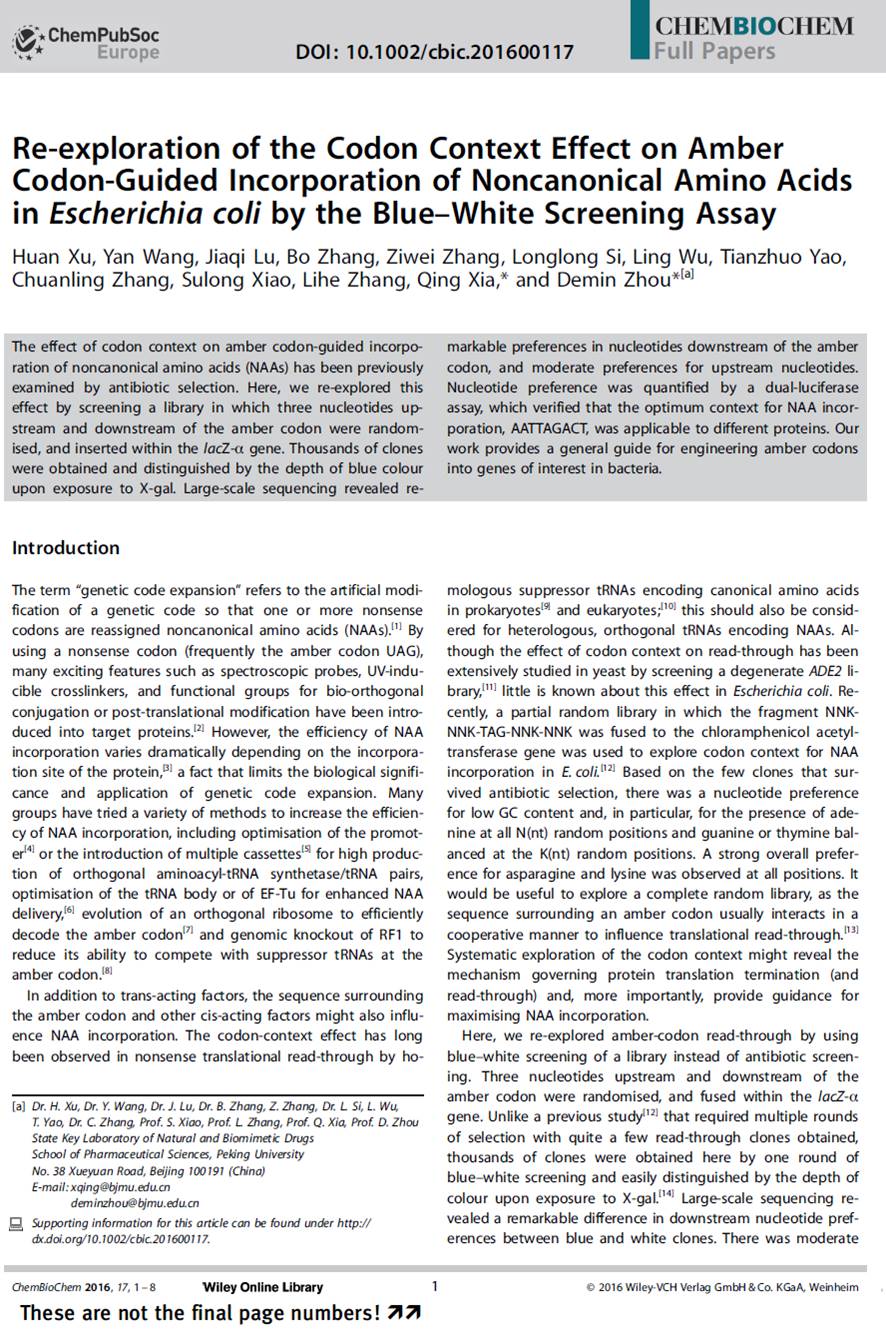 ChemPubSoc
Europe
DOI: 10.1002/cbic.201600117
CHEMBIOCHEM
Full Papers
Re-exploration of the Codon Context Effect on Amber
Codon-Guided Incorporation of Noncanonical Amino Acids
in Escherichia coli by the Blue–White Screening Assay
Huan Xu, Yan Wang, Jiaqi Lu, Bo Zhang, Ziwei Zhang, Longlong Si, Ling Wu, Tianzhuo Yao,
Chuanling Zhang, Sulong Xiao, Lihe Zhang, Qing Xia,* and Demin Zhou*[a]
The effect of codon context on amber codon-guided incorpo-
ration of noncanonical amino acids (NAAs) has been previously
examined by antibiotic selection. Here, we re-explored this
effect by screening a library in which three nucleotides up-
stream and downstream of the amber codon were random-
ised, and inserted within the lacZ-α gene. Thousands of clones
were obtained and distinguished by the depth of blue colour
upon exposure to X-gal. Large-scale sequencing revealed re-
markable preferences in nucleotides downstream of the amber
codon, and moderate preferences for upstream nucleotides.
Nucleotide preference was quantified by a dual-luciferase
assay, which verified that the optimum context for NAA incor-
poration, AATTAGACT, was applicable to different proteins. Our
work provides a general guide for engineering amber codons
into genes of interest in bacteria.
Introduction
The term “genetic code expansion” refers to the artificial modi-
fication of a genetic code so that one or more nonsense
codons are reassigned noncanonical amino acids (NAAs).[1] By
using a nonsense codon (frequently the amber codon UAG),
many exciting features such as spectroscopic probes, UV-indu-
cible crosslinkers, and functional groups for bio-orthogonal
conjugation or post-translational modification have been intro-
duced into target proteins.[2] However, the efficiency of NAA
incorporation varies dramatically depending on the incorpora-
tion site of the protein,[3] a fact that limits the biological signifi-
cance and application of genetic code expansion. Many
groups have tried a variety of methods to increase the efficien-
cy of NAA incorporation, including optimisation of the promot-
er[4] or the introduction of multiple cassettes[5] for high produc-
tion of orthogonal aminoacyl-tRNA synthetase/tRNA pairs,
optimisation of the tRNA body or of EF-Tu for enhanced NAA
delivery,[6] evolution of an orthogonal ribosome to efficiently
decode the amber codon[7] and genomic knockout of RF1 to
reduce its ability to compete with suppressor tRNAs at the
amber codon.[8]
In addition to trans-acting factors, the sequence surrounding
the amber codon and other cis-acting factors might also influ-
ence NAA incorporation. The codon-context effect has long
been observed in nonsense translational read-through by ho-
mologous suppressor tRNAs encoding canonical amino acids
in prokaryotes[9] and eukaryotes;[10] this should also be consid-
ered for heterologous, orthogonal tRNAs encoding NAAs. Al-
though the effect of codon context on read-through has been
extensively studied in yeast by screening a degenerate ADE2 li-
brary,[11] little is known about this effect in Escherichia coli. Re-
cently, a partial random library in which the fragment NNK-
NNK-TAG-NNK-NNK was fused to the chloramphenicol acetyl-
transferase gene was used to explore codon context for NAA
incorporation in E. coli.[12] Based on the few clones that sur-
vived antibiotic selection, there was a nucleotide preference
for low GC content and, in particular, for the presence of ade-
nine at all N(nt) random positions and guanine or thymine bal-
anced at the K(nt) random positions. A strong overall prefer-
ence for asparagine and lysine was observed at all positions. It
would be useful to explore a complete random library, as the
sequence surrounding an amber codon usually interacts in a
cooperative manner to influence translational read-through.[13]
Systematic exploration of the codon context might reveal the
mechanism governing protein translation termination (and
read-through) and, more importantly, provide guidance for
maximising NAA incorporation.
Here, we re-explored amber-codon read-through by using
blue–white screening of a library instead of antibiotic screen-
ing. Three nucleotides upstream and downstream of the
amber codon were randomised, and fused within the lacZ-α
gene. Unlike a previous study[12] that required multiple rounds
of selection with quite a few read-through clones obtained,
thousands of clones were obtained here by one round of
blue–white screening and easily distinguished by the depth of
colour upon exposure to X-gal.[14] Large-scale sequencing re-
vealed a remarkable difference in downstream nucleotide pref-
erences between blue and white clones. There was moderate
[a] Dr. H. Xu, Dr. Y. Wang, Dr. J. Lu, Dr. B. Zhang, Z. Zhang, Dr. L. Si, L. Wu,
T. Yao, Dr. C. Zhang, Prof. S. Xiao, Prof. L. Zhang, Prof. Q. Xia, Prof. D. Zhou
State Key Laboratory of Natural and Biomimetic Drugs
School of Pharmaceutical Sciences, Peking University
No. 38 Xueyuan Road, Beijing 100191 (China)
E-mail: xqing@bjmu.edu.cn
deminzhou@bjmu.edu.cn
Supporting information for this article can be found under http://
dx.doi.org/10.1002/cbic.201600117.
ChemBioChem 2016, 17, 1 – 8
Wiley Online Library
1
© 2016 Wiley-VCH Verlag GmbH & Co. KGaA, Weinheim
These are not the final page numbers!